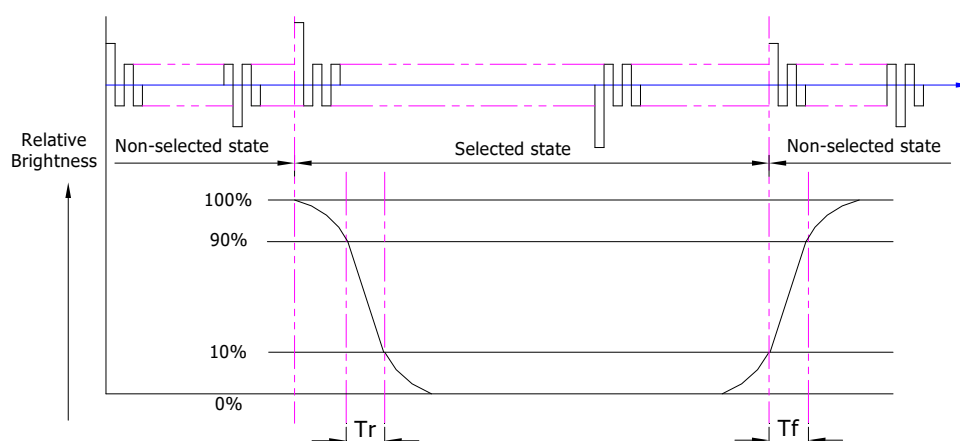 Non-selected state
Selected state
Non-selected state
Relative
Brightness
100%
90%
10%
0%
Tr
Tf